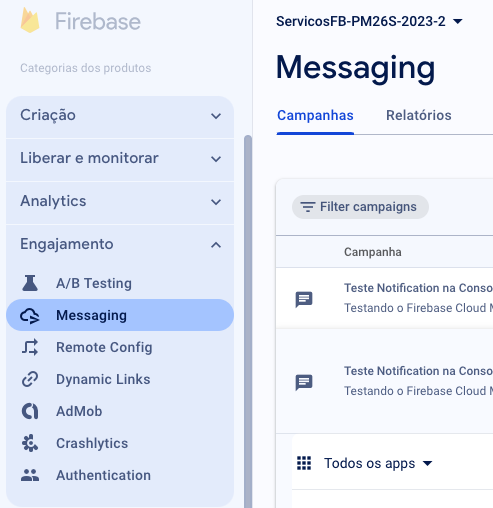 Firebase
Categorias dos produtos
Criação
Liberar e monitorar
Analytics
Engajamento
A/B Testing
Messaging
Remote Config
Dynamic Links
AdMob
Crashlytics
Authentication
ServicosFB-PM26S-2023-2
Messaging
Campanhas Relatórios
Filter campaigns
Campanha
Teste Notification na Conso
Testando o Firebase Cloud M
Teste Notification na Conso
Testando o Firebase Cloud M
Todos os apps